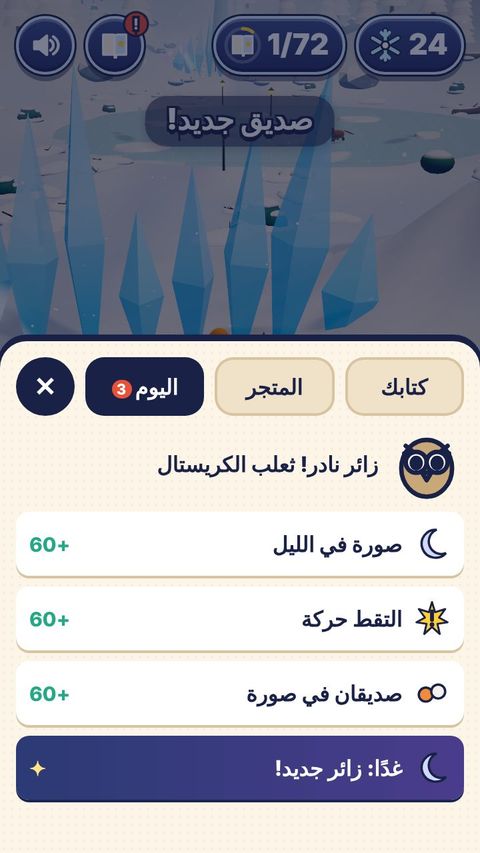 !
1/72
24
صديق جديد!
كتابك
المتجر
اليوم 3
زائر نادر! ثعلب الكريستال
صورة في الليل
60+
التقط حركة
60+
صديقان في صورة
60+
غدًا: زائر جديد!